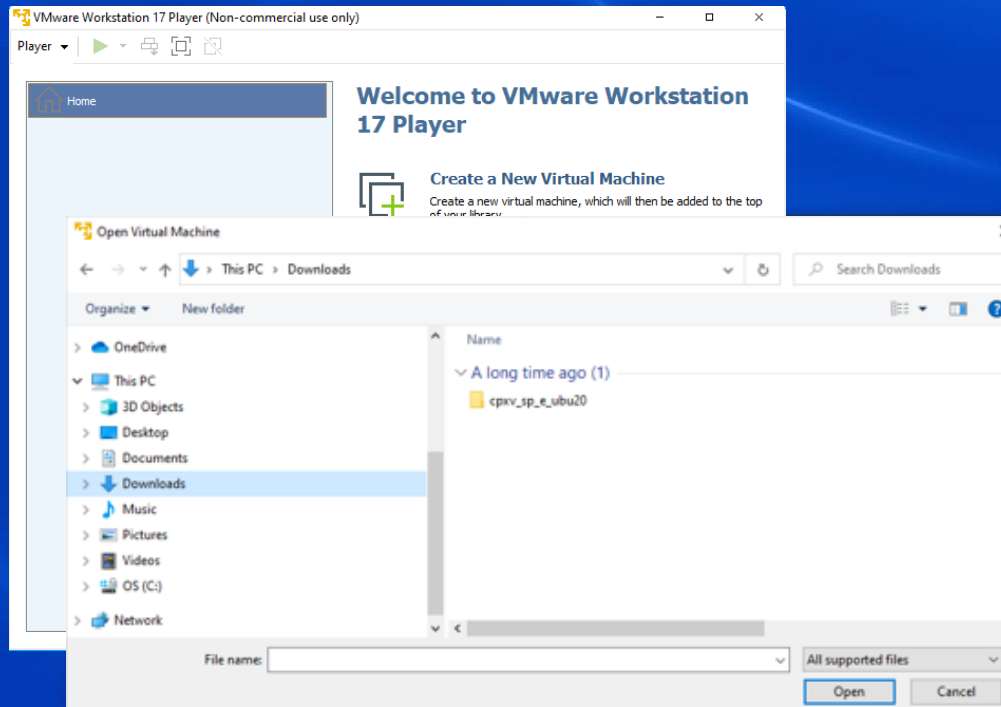 VMware Workstation 17 Player (Non-commercial use only)
Player
Home
Welcome to VMware Workstation
17 Player
Create a New Virtual Machine
Create a new virtual machine, which will then be added to the top
of your library.
Open Virtual Machine
This PC > Downloads
Search Downloads
Organize
New folder
OneDrive
This PC
3D Objects
Desktop
Documents
Downloads
Music
Pictures
Videos
OS (C:)
Network
Name
A long time ago (1)
cpxv_sp_e_ubu20
File name:
All supported files
Open
Cancel